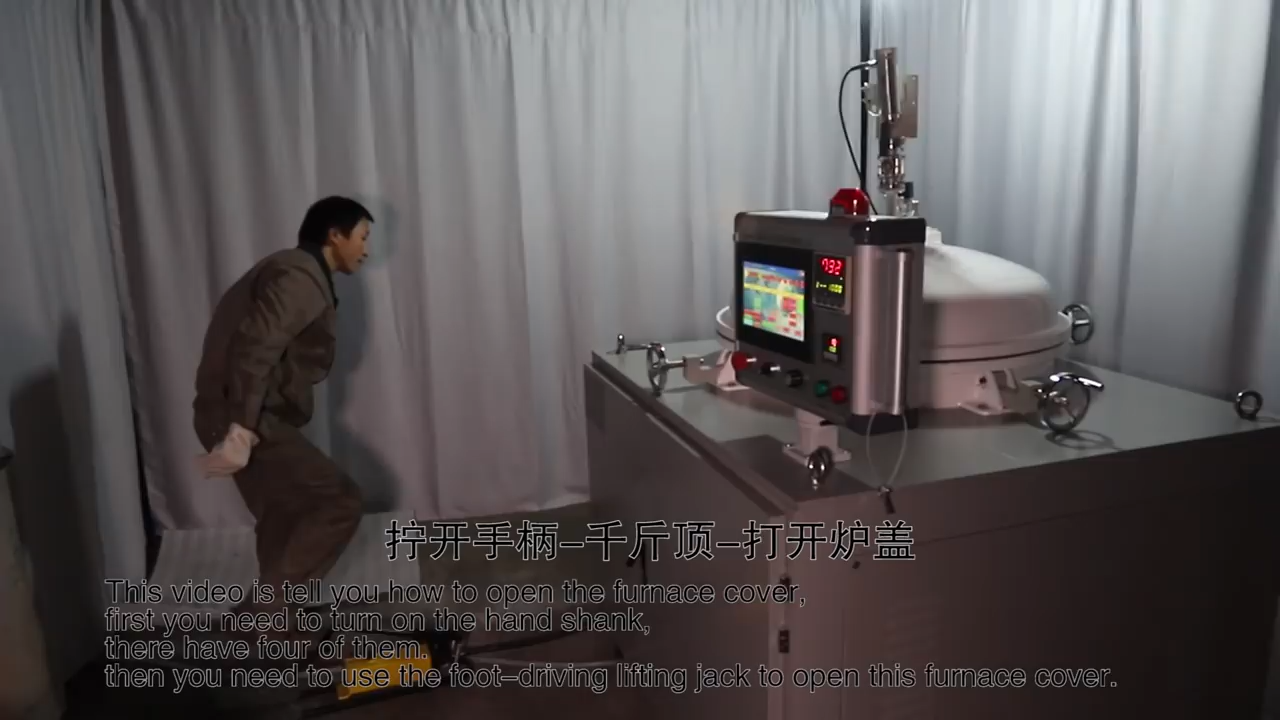 792
拧开手柄–千斤顶–打开炉盖
This video is tell you how to open the furnace cover,
first you need to turn on the hand shank,
there have four of them.
then you need to use the foot–driving lifting jack to open this furnace cover.